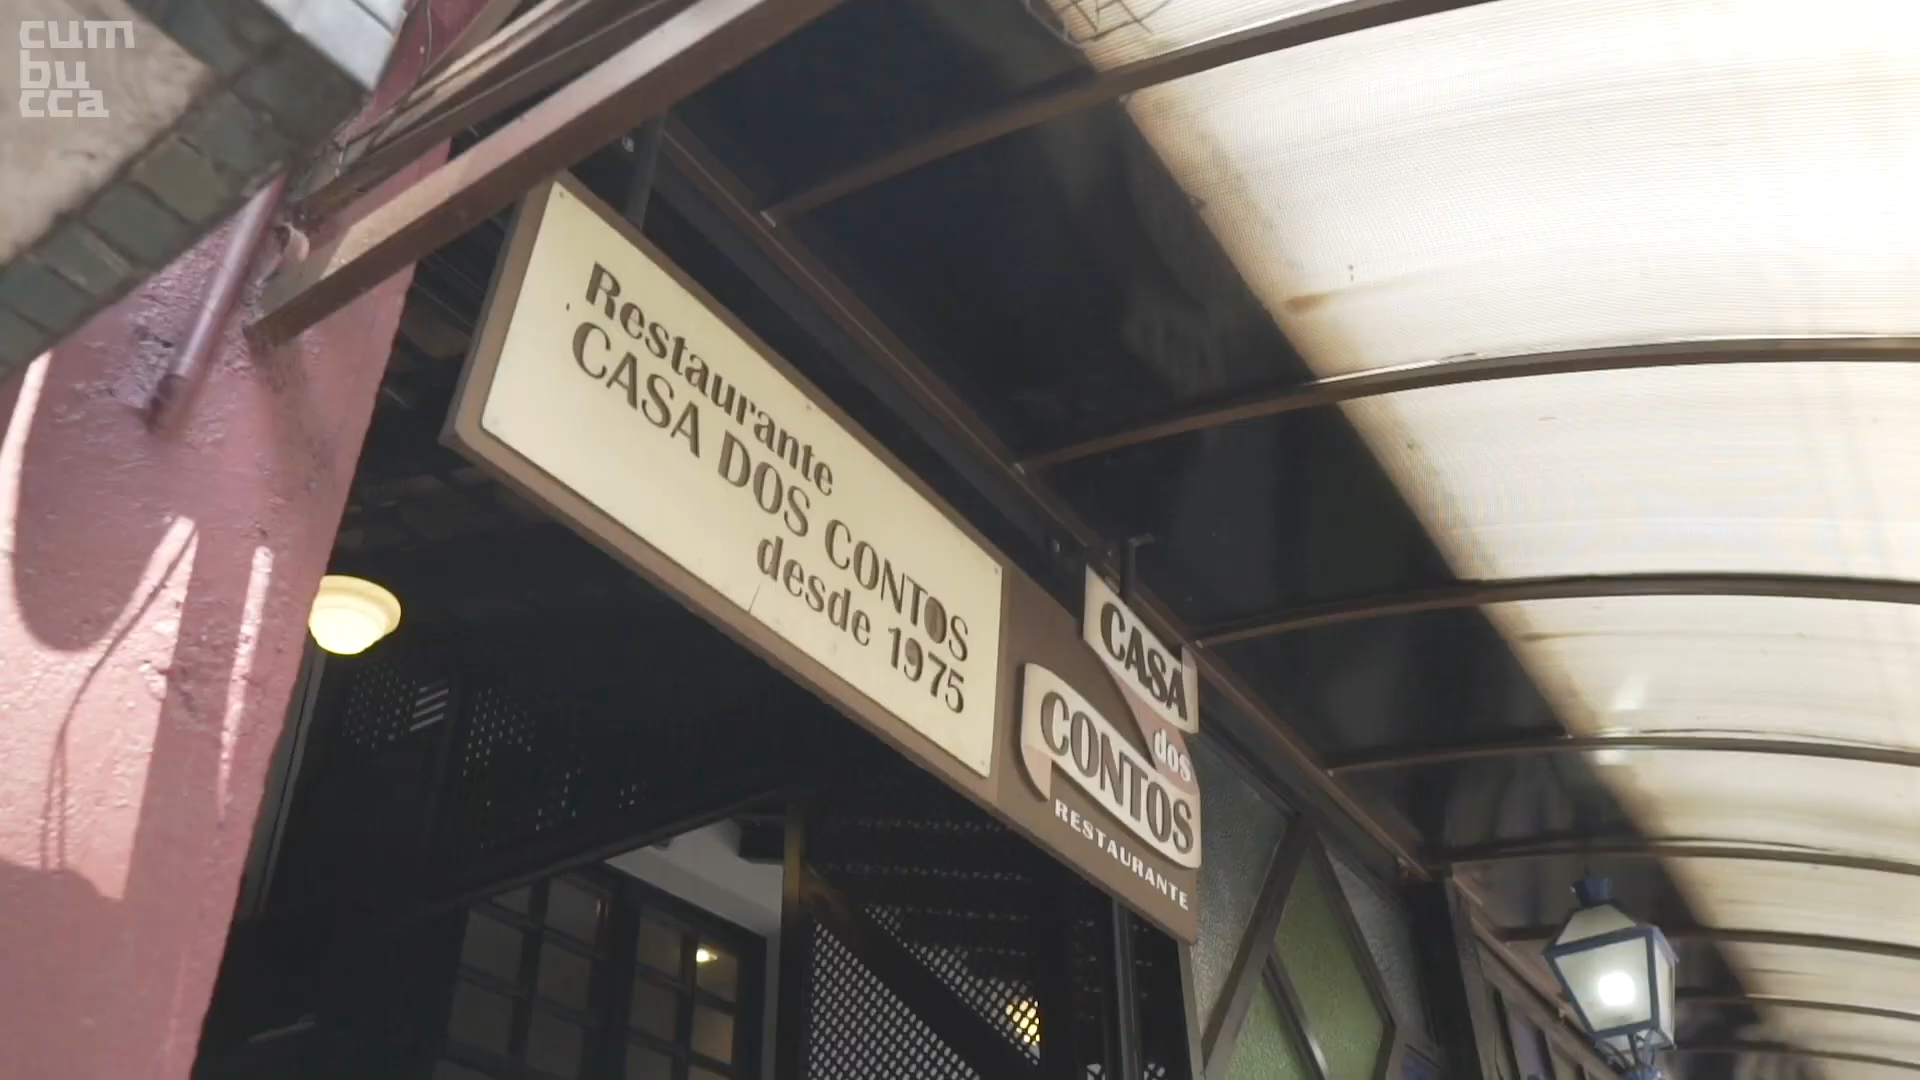 cum
bu
cca
Restaurante
CASA DOS CONTOS
desde 1975
CASA
dos
CONTOS
RESTAURANTE